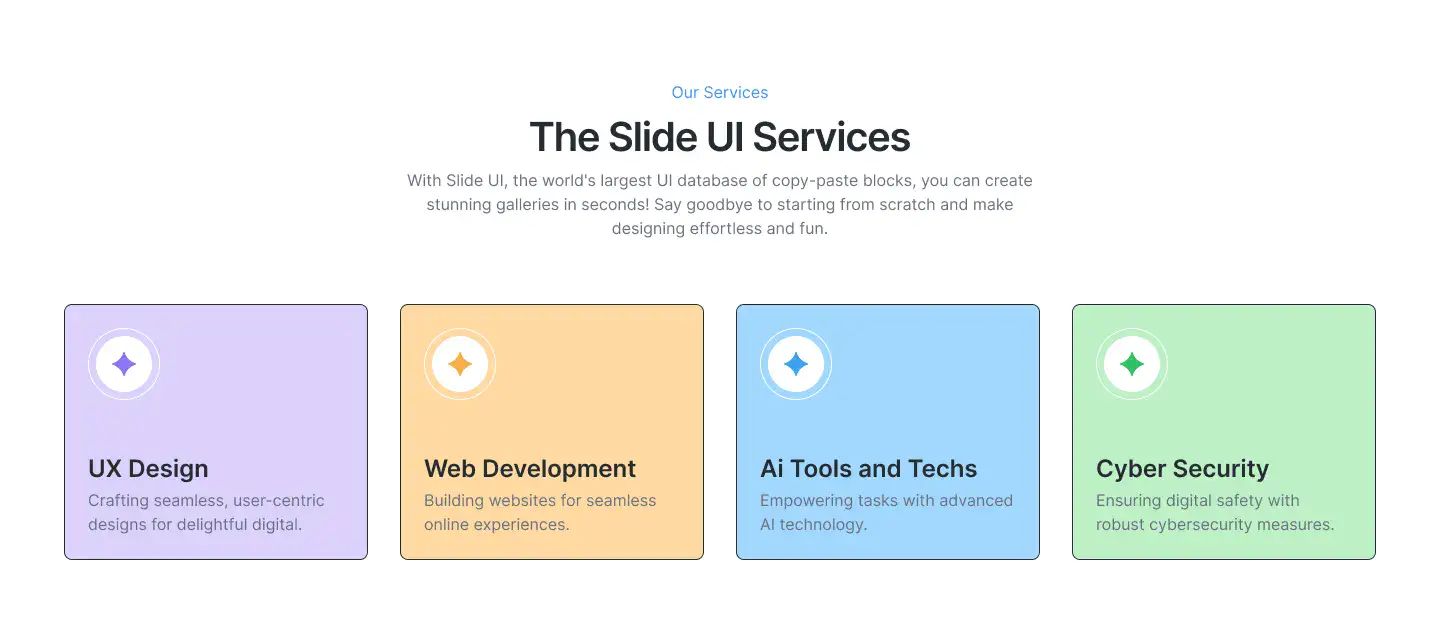 Our Services
The Slide UI Services
With Slide UI, the world's largest UI database of copy-paste blocks, you can create
stunning galleries in seconds! Say goodbye to starting from scratch and make
designing effortless and fun.
UX Design
Crafting seamless, user-centric
designs for delightful digital.
Web Development
Building websites for seamless
online experiences.
Ai Tools and Techs
Empowering tasks with advanced
AI technology.
Cyber Security
Ensuring digital safety with
robust cybersecurity measures.